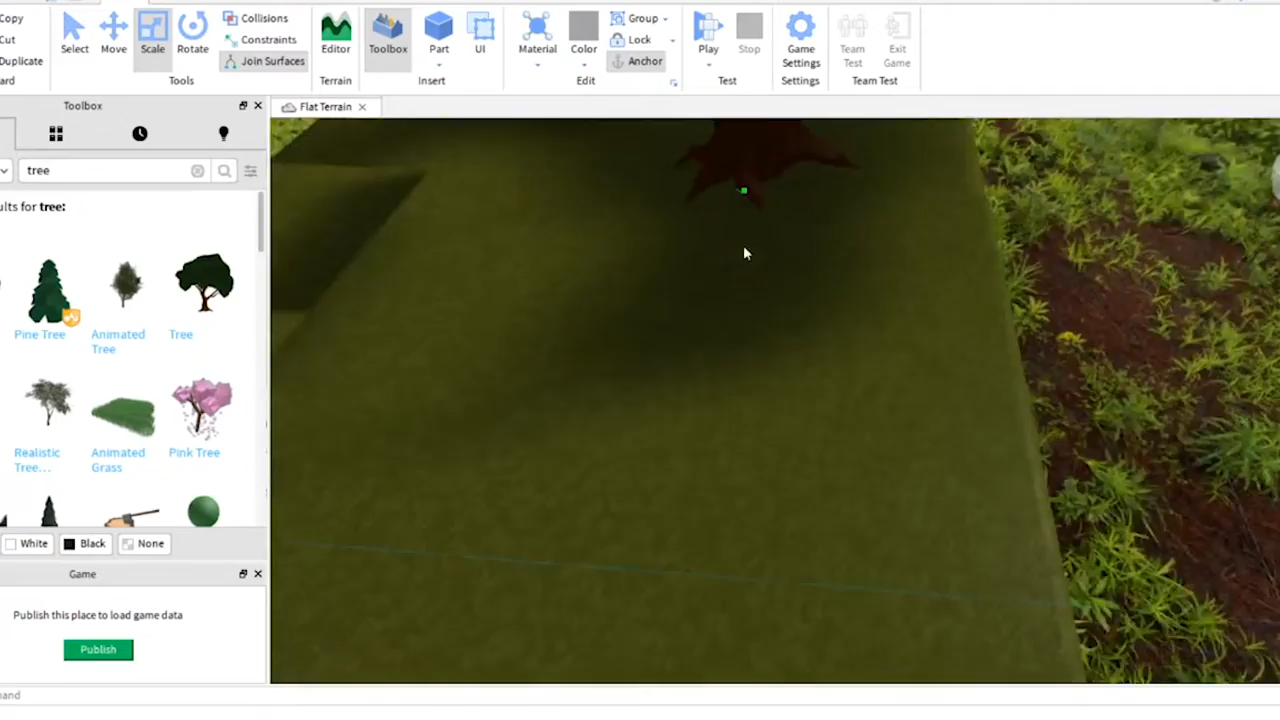 Copy
Cut
Duplicate
ard
Select
Move
Scale
Rotate
Collisions
Constraints
Join Surfaces
Tools
Editor
Terrain
Toolbox
Part
UI
Insert
Material
Color
Group
Lock
Anchor
Edit
Play
Stop
Test
Game
Settings
Settings
Team
Test
Exit
Game
Team Test
Toolbox
Flat Terrain
tree
ults for tree:
Pine Tree
Animated
Tree
Tree
Realistic
Tree...
Animated
Grass
Pink Tree
White
Black
None
Game
Publish this place to load game data
Publish
mand